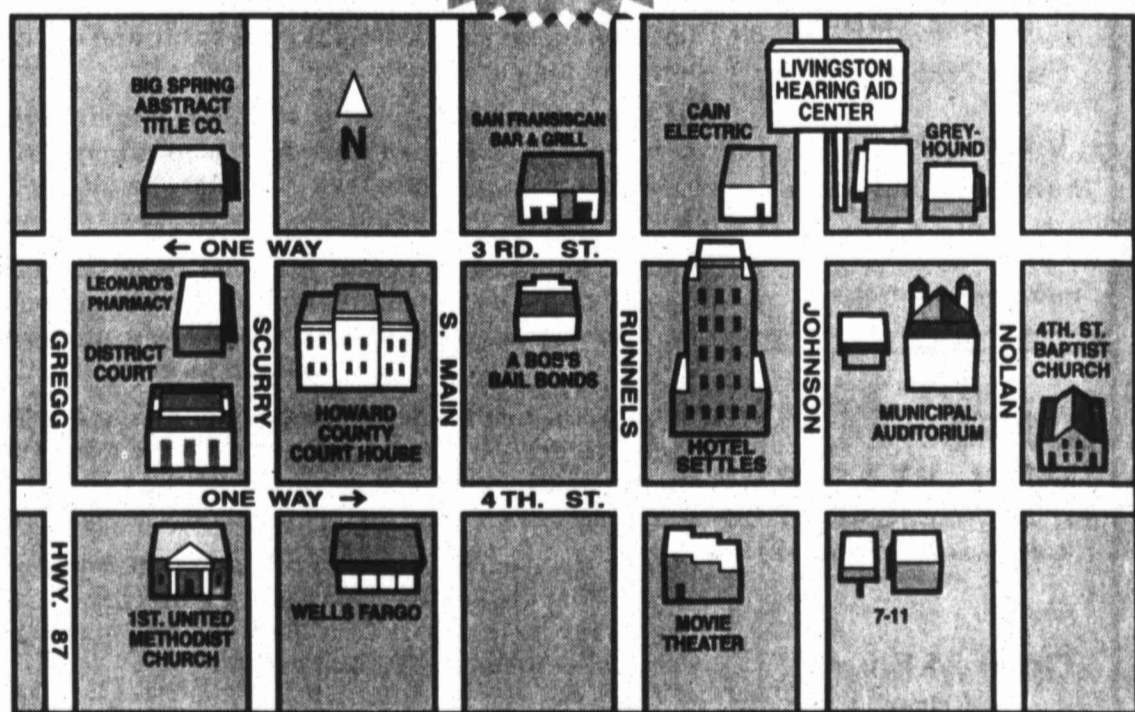 BIG SPRING
ABSTRACT
TITLE CO.
N
SAN FRANSISCAN
BAR & GRILL
CAIN
ELECTRIC
LIVINGSTON
HEARING AID
CENTER
GREY-
HOUND
← ONE WAY
3 RD. ST.
GREGG
LEONARD'S
PHARMACY
DISTRICT
COURT
SCURRY
HOWARD
COUNTY
COURT HOUSE
S. MAIN
A BOB'S
BAIL BONDS
RUNNELS
HOTEL
SETTLES
JOHNSON
MUNICIPAL
AUDITORIUM
NOLAN
4TH. ST.
BAPTIST
CHURCH
ONE WAY →
4 TH. ST.
HWY. 87
1ST. UNITED
METHODIST
CHURCH
WELLS FARGO
MOVIE
THEATER
7-11